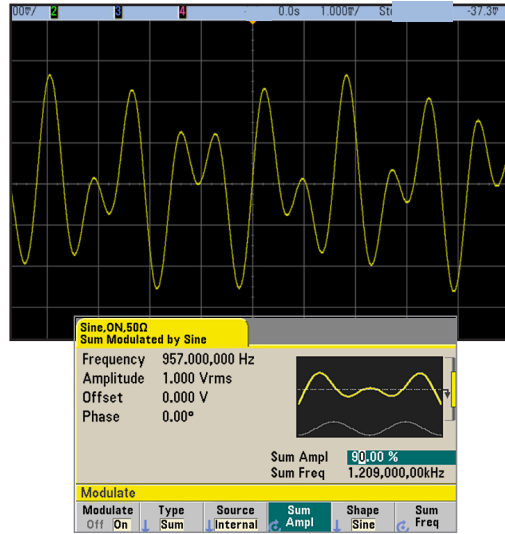 00▽/ 2 3 4 0.0s 1.000▽/ St -37.3▽
Sine,ON,50Ω
Sum Modulated by Sine
Frequency 957.000,000 Hz
Amplitude 1.000 Vrms
Offset 0.000 V
Phase 0.00°
Sum Ampl 90.00 %
Sum Freq 1.209,000,00kHz
Modulate
Modulate Type Source Sum Shape Sum
Off On Sum Internal Ampl Sine Freq